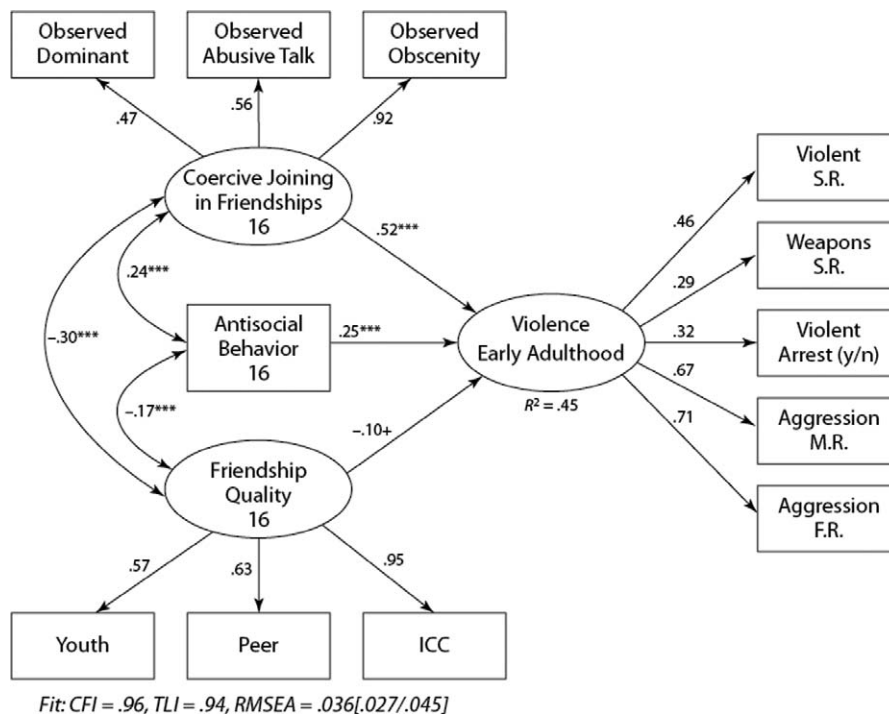 Observed
Dominant
Observed
Abusive Talk
Observed
Obscenity
.47
.56
.92
Coercive Joining
in Friendships
16
.52***
.24***
–.30***
Antisocial
Behavior
16
.25***
–.17***
–.10+
Friendship
Quality
16
.57
.63
.95
Youth
Peer
ICC
Violence
Early Adulthood
R² = .45
.46
.29
.32
.67
.71
Violent
S.R.
Weapons
S.R.
Violent
Arrest (y/n)
Aggression
M.R.
Aggression
F.R.
Fit: CFI = .96, TLI = .94, RMSEA = .036[.027/.045]